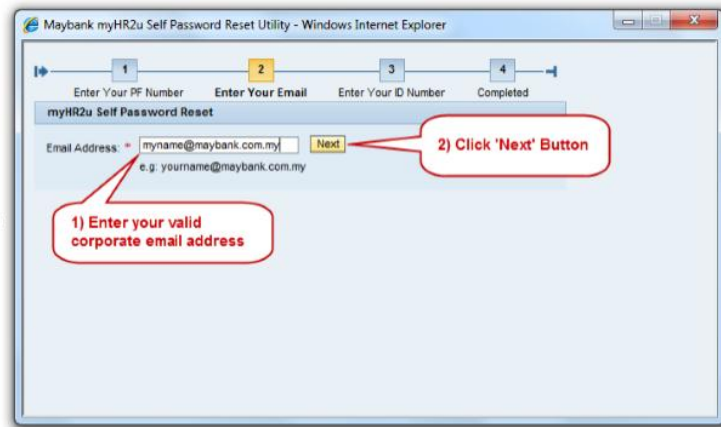 Maybank myHR2u Self Password Reset Utility - Windows Internet Explorer
1 2 3 4
Enter Your PF Number Enter Your Email Enter Your ID Number Completed
myHR2u Self Password Reset
Email Address: * myname@maybank.com.my Next
e.g: yourname@maybank.com.my
2) Click 'Next' Button
1) Enter your valid
corporate email address